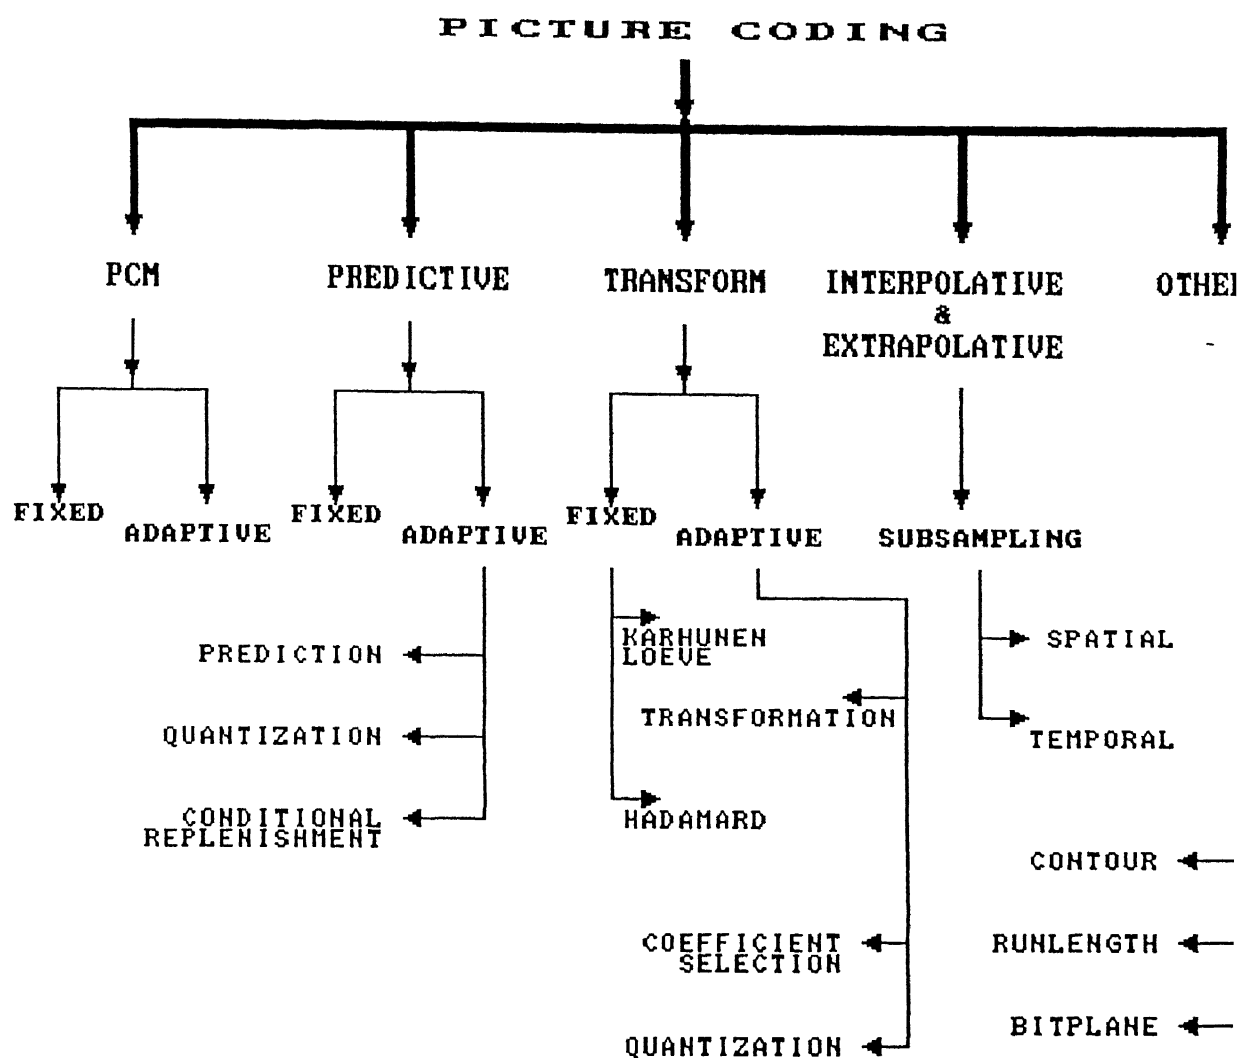 PICTURE CODING
PCM
PREDICTIVE
TRANSFORM
INTERPOLATIVE
&
EXTRAPOLATIVE
OTHE
FIXED
ADAPTIVE
FIXED
ADAPTIVE
FIXED
ADAPTIVE
SUBSAMPLING
PREDICTION
QUANTIZATION
CONDITIONAL
REPLENISHMENT
KARHUNEN
LOEVE
HADAMARD
TRANSFORMATION
COEFFICIENT
SELECTION
QUANTIZATION
SPATIAL
TEMPORAL
CONTOUR
RUNLENGTH
BITPLANE